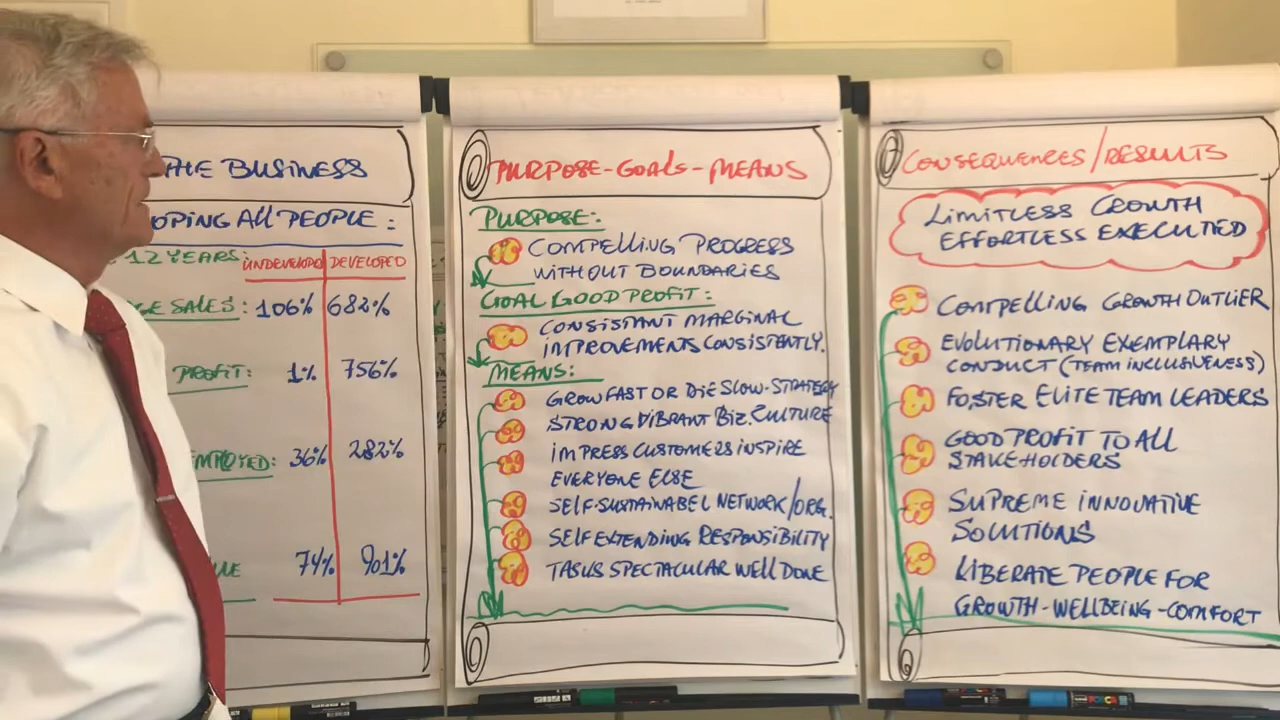 THE BUSINESS
OPING ALL PEOPLE:
12 YEARS: UNDEVELOPED DEVELOPED
SALES: 106% 682%
PROFIT: 1% 756%
36% 282%
74% 901%
PURPOSE-GOALS-MEANS
PURPOSE:
COMPELLING PROGRESS
WITHOUT BOUNDARIES
GOAL GOOD PROFIT:
CONSISTANT MARGINAL
IMPROVEMENTS CONSISTENTLY.
MEANS:
GROW FAST OR DIE SLOW-STRATEGY
STRONG VIBRANT BIZ. CULTURE
IMPRESS CUSTOMERS INSPIRE
EVERYONE ELSE
SELF-SUSTAINABEL NETWORK/ORG.
SELF EXTENDING RESPONSIBILITY
TASKS SPECTACULAR WELL DONE
CONSEQUENCES/RESULTS
LIMITLESS GROWTH
EFFORTLESS EXECUTED
COMPELLING GROWTH OUTLIER
EVOLUTIONARY EXEMPLARY
CONDUCT (TEAM INCLUSIVENESS)
FOSTER ELITE TEAM LEADERS
GOOD PROFIT TO ALL
STAKEHOLDERS
SUPREME INNOVATIVE
SOLUTIONS
LIBERATE PEOPLE FOR
GROWTH-WELLBEING-COMFORT